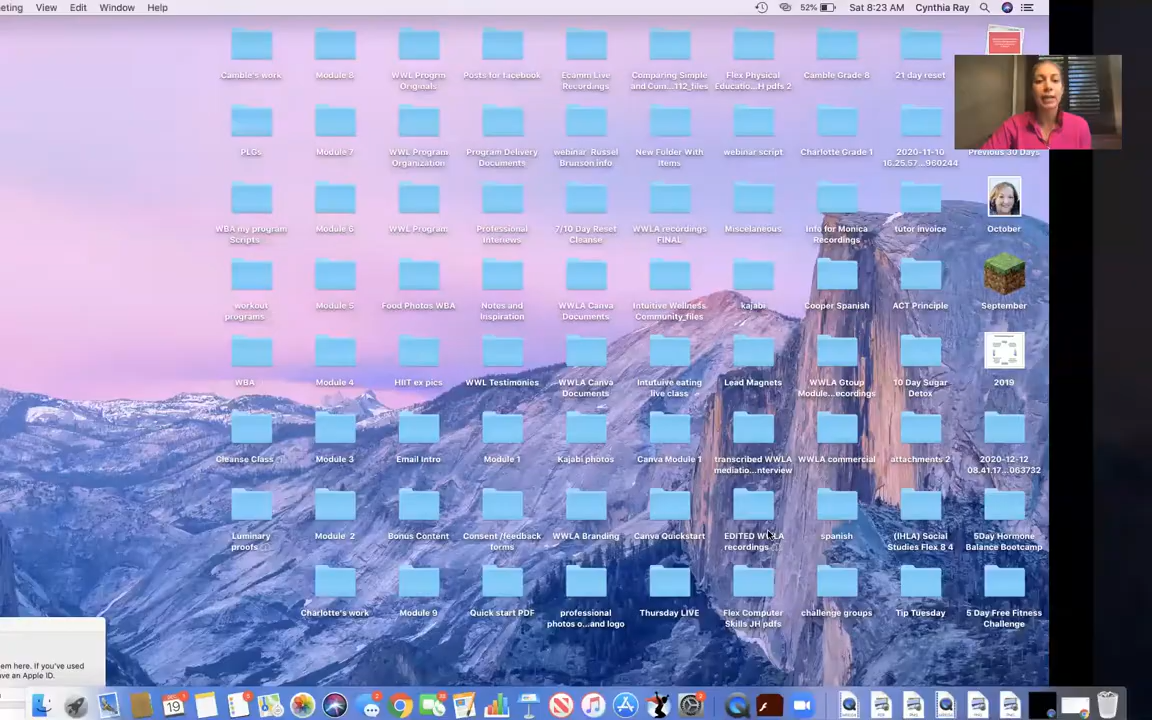 eting View Edit Window Help 52% Sat 8:23 AM Cynthia Ray
Camble's work Module 8 WWL Progrm Posts for facebook Ecamm Live Comparing Simple Flex Physical Camble Grade 8 21 day reset
Originals Recordings and Com...112_files Educatio...H pdfs 2
PLGs Module 7 WWL Program Program Delivery webinar_Russel New Folder With webinar script Charlotte Grade 1 2020-11-10 Previous 30 Days
Organization Documents Brunson info Items 16.25.57...960244
WBA my program Module 6 WWL Program Professional 7/10 Day Reset WWLA recordings Miscelaneous Info for Monica tutor invoice October
Scripts Interiews Cleanse FINAL Recordings
workout Module 5 Food Photos WBA Notes and WWLA Canva Intuitive Wellness kajabi Cooper Spanish ACT Principle September
programs Inspiration Documents Community_files
WBA Module 4 HIIT ex pics WWL Testimonies WWLA Canva Intutuive eating Lead Magnets WWLA Gtoup 10 Day Sugar 2019
Documents live class Module...ecordings Detox
Cleanse Class Module 3 Email Intro Module 1 Kajabi photos Canva Module 1 transcribed WWLA WWLA commercial attachments 2 2020-12-12
mediatio...nterview 08.41.17...063732
Luminary Module 2 Bonus Content Consent /feedback WWLA Branding Canva Quickstart EDITED WWLA spanish (IHLA) Social 5Day Hormone
proofs forms recordings Studies Flex 8 4 Balance Bootcamp
Charlotte's work Module 9 Quick start PDF professional Thursday LIVE Flex Computer challenge groups Tip Tuesday 5 Day Free Fitness
photos o...and logo Skills JH pdfs Challenge
em here. If you've used
ave an Apple ID.
19